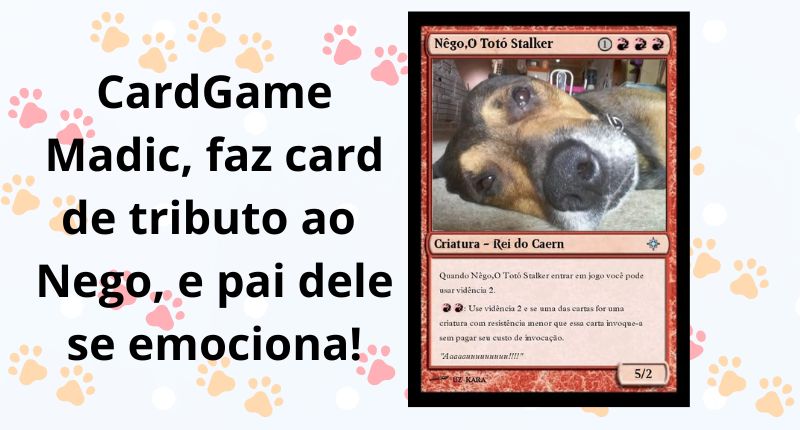 CardGame
Madic, faz card
de tributo ao
Nego, e pai dele
se emociona!
Nêgo,O Totó Stalker 1
Criatura – Rei do Caern
Quando Nêgo,O Totó Stalker entrar em jogo você pode
usar vidência 2.
: Use vidência 2 e se uma das cartas for uma
criatura com resistência menor que essa carta invoque-a
sem pagar seu custo de invocação.
5/2
UZ KARA